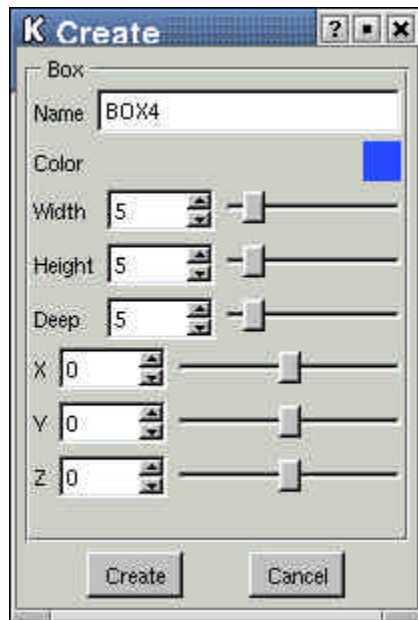 K Create ?
Box
Name BOX4
Color
Width 5
Height 5
Deep 5
X 0
Y 0
Z 0
Create Cancel